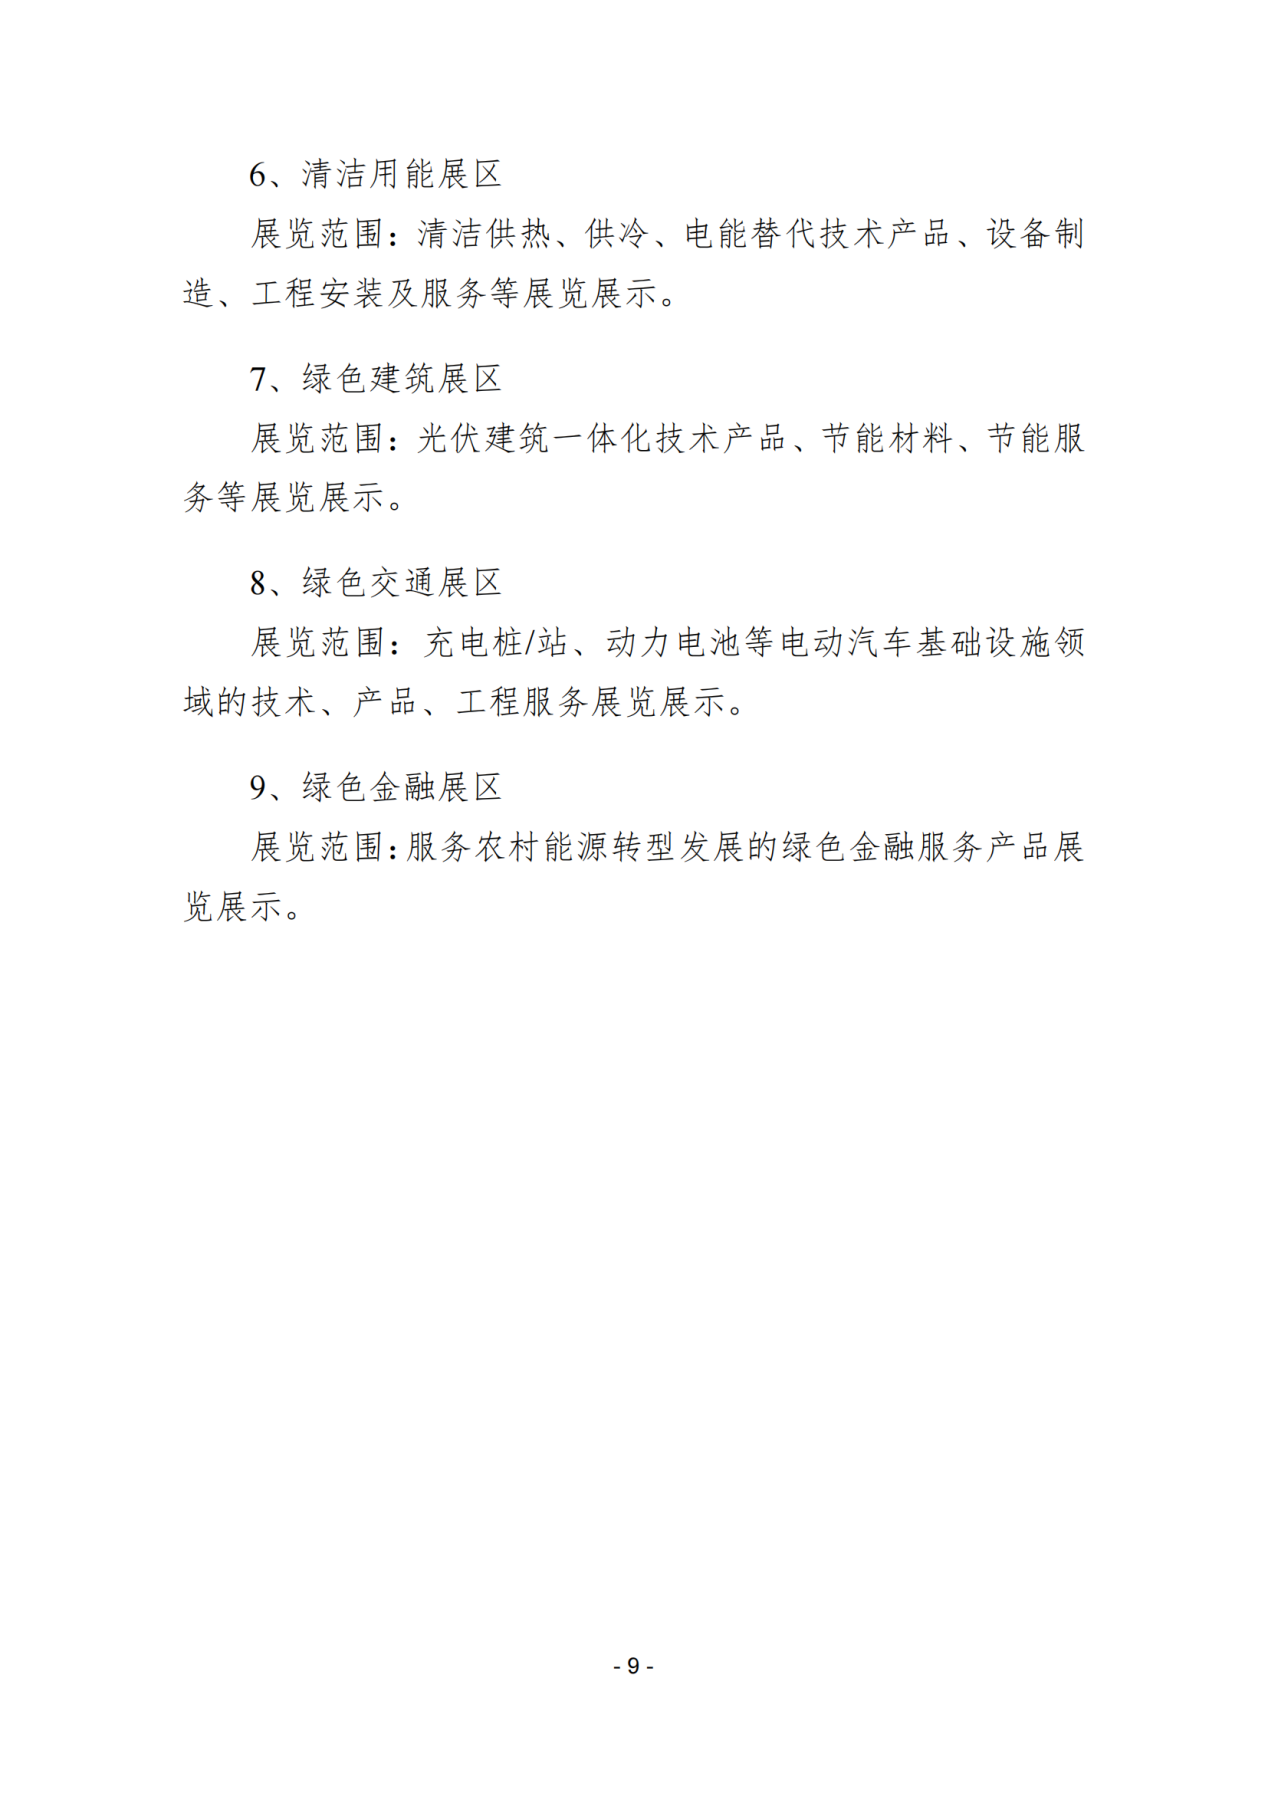 6、清洁用能展区
展览范围：清洁供热、供冷、电能替代技术产品、设备制
造、工程安装及服务等展览展示。
7、绿色建筑展区
展览范围：光伏建筑一体化技术产品、节能材料、节能服
务等展览展示。
8、绿色交通展区
展览范围：充电桩/站、动力电池等电动汽车基础设施领
域的技术、产品、工程服务展览展示。
9、绿色金融展区
展览范围：服务农村能源转型发展的绿色金融服务产品展
览展示。
- 9 -